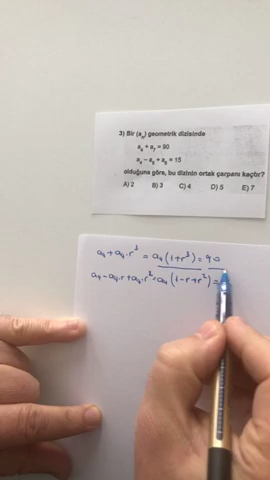 3) Bir (aₙ) geometrik dizisinde
a₄ + a₇ = 90
a₄ – a₅ + a₆ = 15
olduğuna göre, bu dizinin ortak çarpanı kaçtır?
A) 2 B) 3 C) 4 D) 5 E) 7
a₄ + a₄·r³ = a₄(1+r³) = 90
a₄ – a₄·r + a₄·r² = a₄(1–r+r²) =